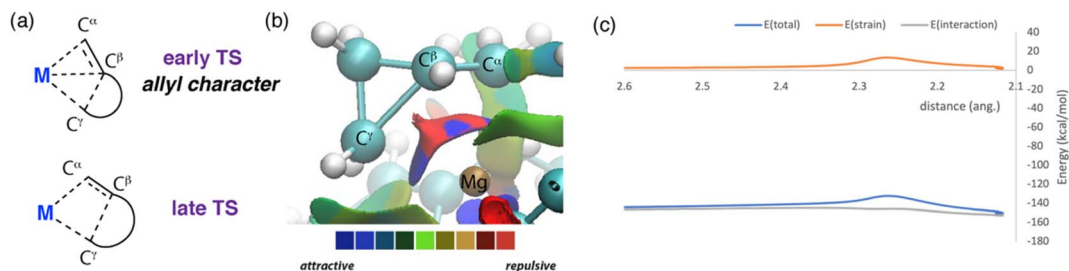 (a)
Cα
Cβ
M
Cγ
early TS
allyl character
Cα
Cβ
M
Cγ
late TS
(b)
Cβ
Cα
Cγ
Mg
attractive
repulsive
(c)
E(total) E(strain) E(interaction)
40
20
0
-20
-40
-60
-80
-100
-120
-140
-160
-180
2.6 2.5 2.4 2.3 2.2 2.1
distance (ang.)
Energy (kcal/mol)